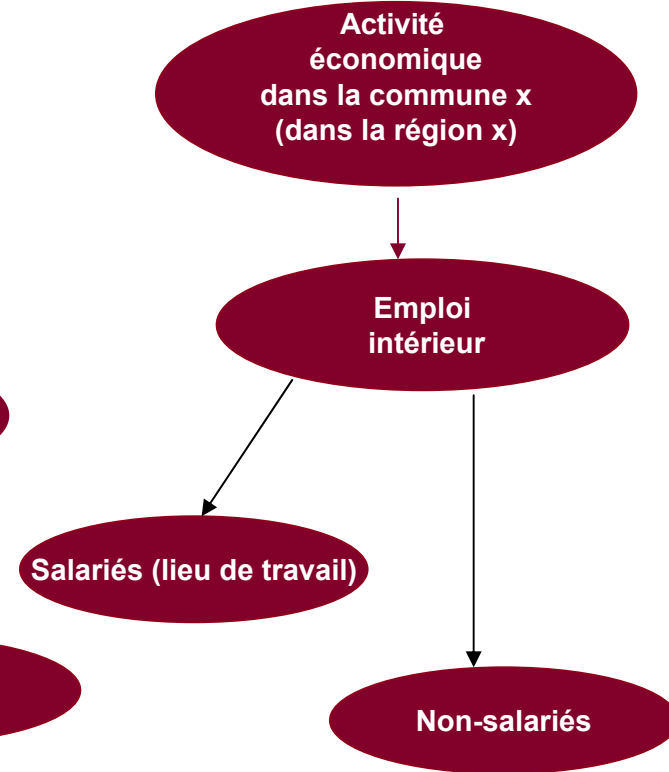 Activité
économique
dans la commune x
(dans la région x)
Emploi
intérieur
Salariés (lieu de travail)
Non-salariés